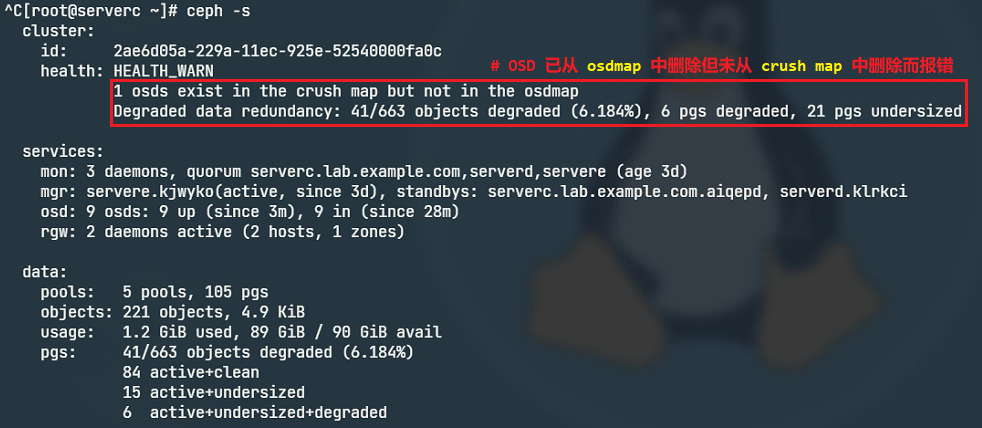 ^C[root@serverc ~]# ceph -s
  cluster:
    id:     2ae6d05a-229a-11ec-925e-52540000fa0c
    health: HEALTH_WARN
# OSD 已从 osdmap 中删除但未从 crush map 中删除而报错
            1 osds exist in the crush map but not in the osdmap
            Degraded data redundancy: 41/663 objects degraded (6.184%), 6 pgs degraded, 21 pgs undersized
  services:
    mon: 3 daemons, quorum serverc.lab.example.com,serverd,servere (age 3d)
    mgr: servere.kjwyko(active, since 3d), standbys: serverc.lab.example.com.aiqepd, serverd.klrkci
    osd: 9 osds: 9 up (since 3m), 9 in (since 28m)
    rgw: 2 daemons active (2 hosts, 1 zones)
  data:
    pools:   5 pools, 105 pgs
    objects: 221 objects, 4.9 KiB
    usage:   1.2 GiB used, 89 GiB / 90 GiB avail
    pgs:     41/663 objects degraded (6.184%)
             84 active+clean
             15 active+undersized
             6  active+undersized+degraded